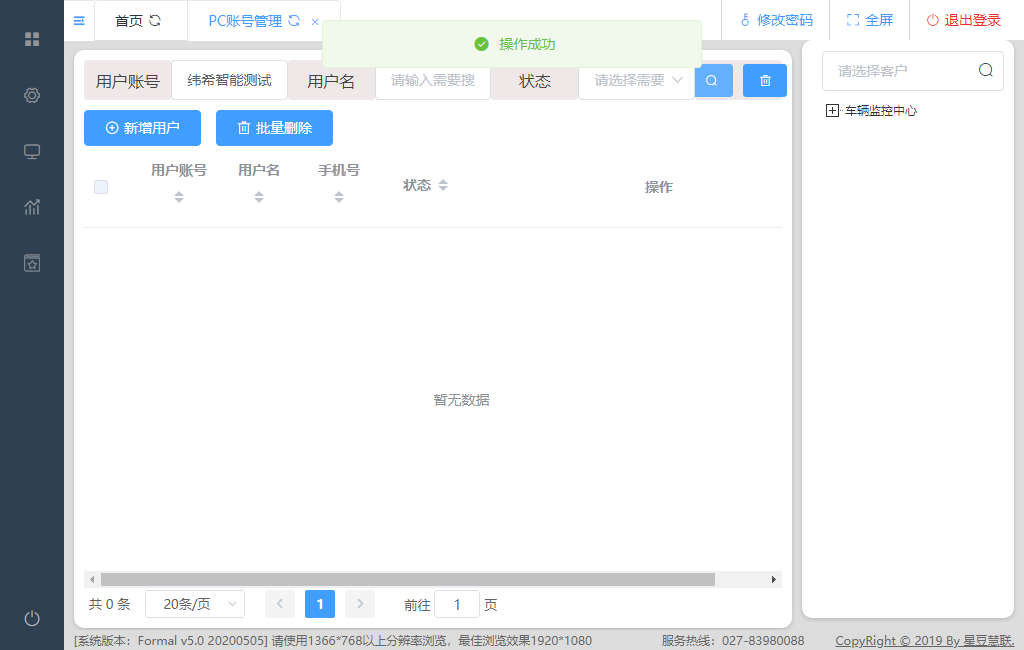 首页 PC账号管理 修改密码 全屏 退出登录
操作成功
用户账号 纬希智能测试 用户名 请输入需要搜 状态 请选择需要
请选择客户
新增用户 批量删除
车辆监控中心
用户账号 用户名 手机号 状态 操作
暂无数据
共 0 条 20条/页 1 前往 1 页
[系统版本：Formal v5.0 20200505] 请使用1366*768以上分辨率浏览，最佳浏览效果1920*1080 服务热线：027-83980088 CopyRight © 2019 By 星豆慧联.